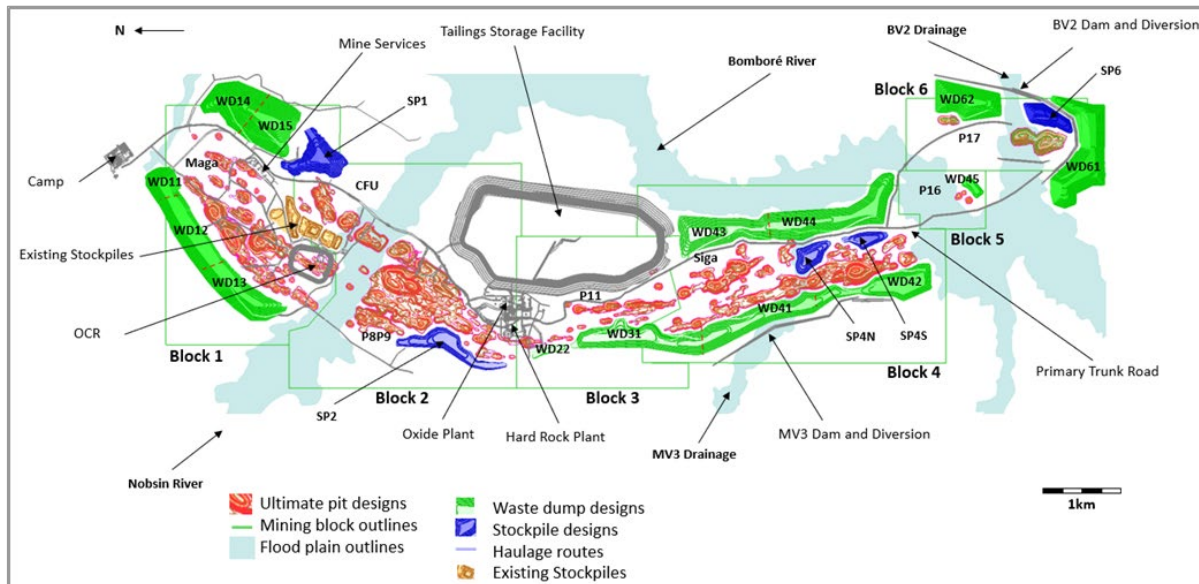 N
Mine Services
Tailings Storage Facility
Bomboré River
BV2 Drainage
BV2 Dam and Diversion
SP6
Block 6
WD62
P17
WD61
WD14
WD15
SP1
Maga
Camp
CFU
WD11
WD12
WD13
Existing Stockpiles
OCR
Block 1
WD43
WD44
Siga
P16
WD45
Block 5
P11
P8P9
WD22
WD31
WD41
WD42
SP4N
SP4S
Block 2
Block 3
Block 4
Primary Trunk Road
SP2
Oxide Plant
Hard Rock Plant
MV3 Dam and Diversion
MV3 Drainage
Nobsin River
Ultimate pit designs
Mining block outlines
Flood plain outlines
Waste dump designs
Stockpile designs
Haulage routes
Existing Stockpiles
1km